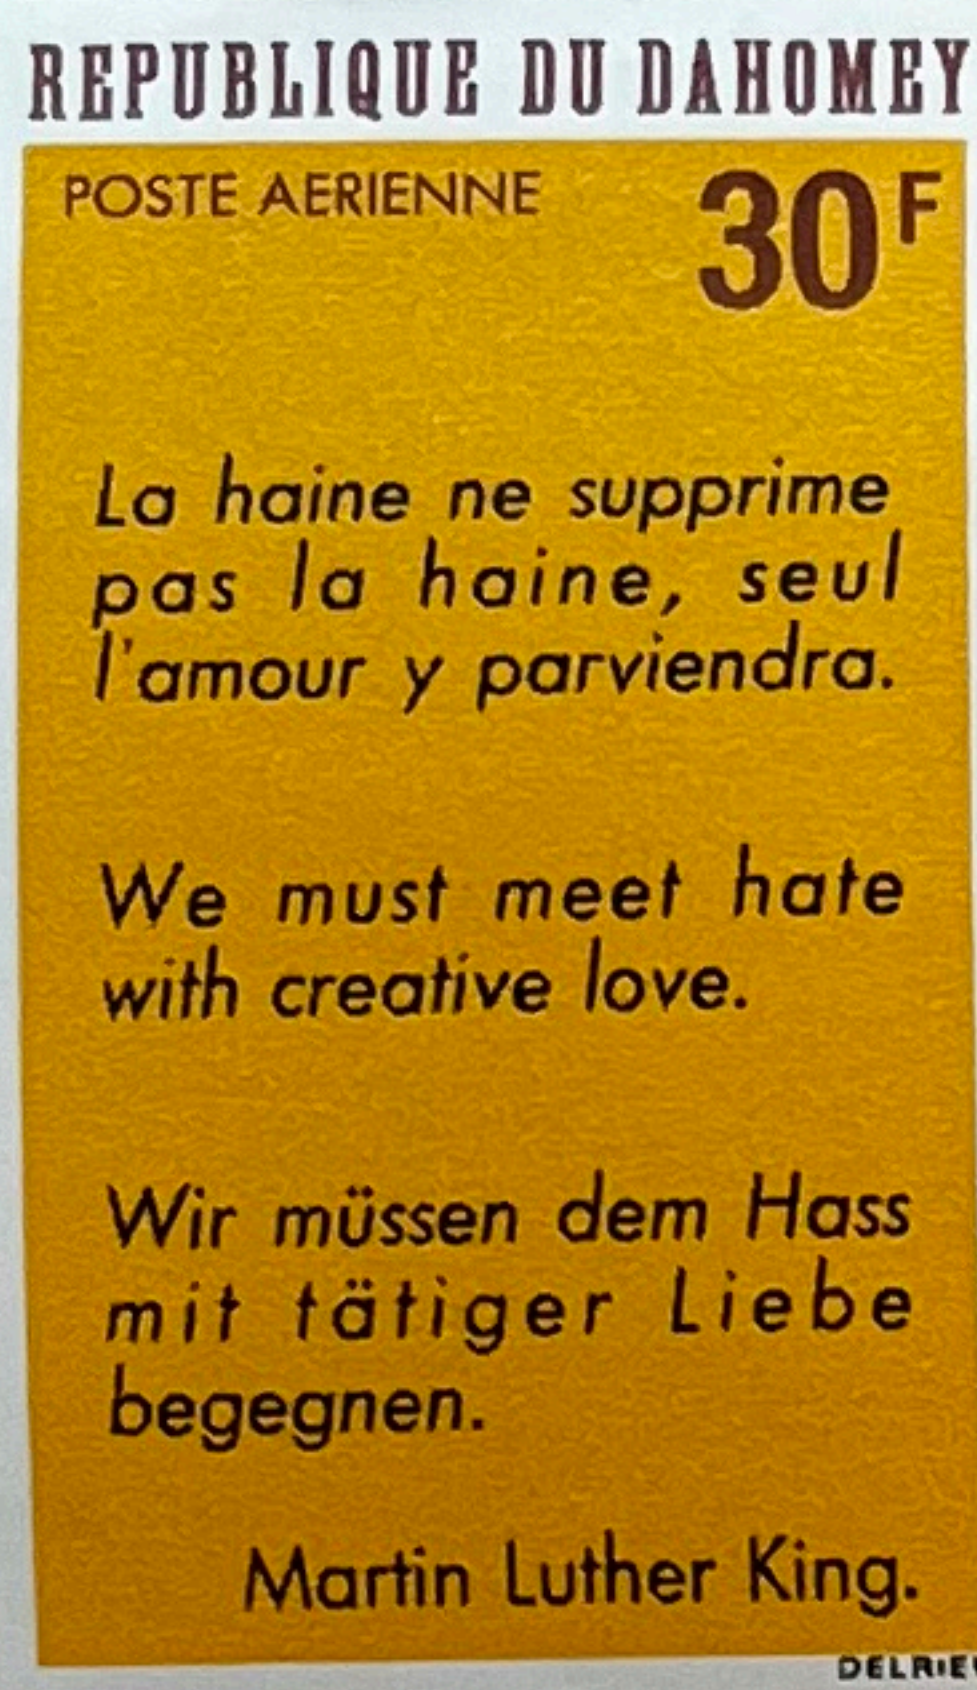 REPUBLIQUE DU DAHOMEY
POSTE AERIENNE
30F
La haine ne supprime
pas la haine, seul
l'amour y parviendra.
We must meet hate
with creative love.
Wir müssen dem Hass
mit tätiger Liebe
begegnen.
Martin Luther King.